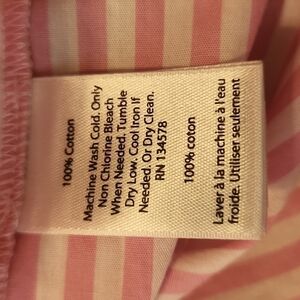 100% Cotton
Machine Wash Cold. Only
Non Chlorine Bleach
When Needed. Tumble
Dry Low. Cool Iron If
Needed. Or Dry Clean.
RN 134578
100% coton
Laver à la machine à l'eau
froide. Utiliser seulement